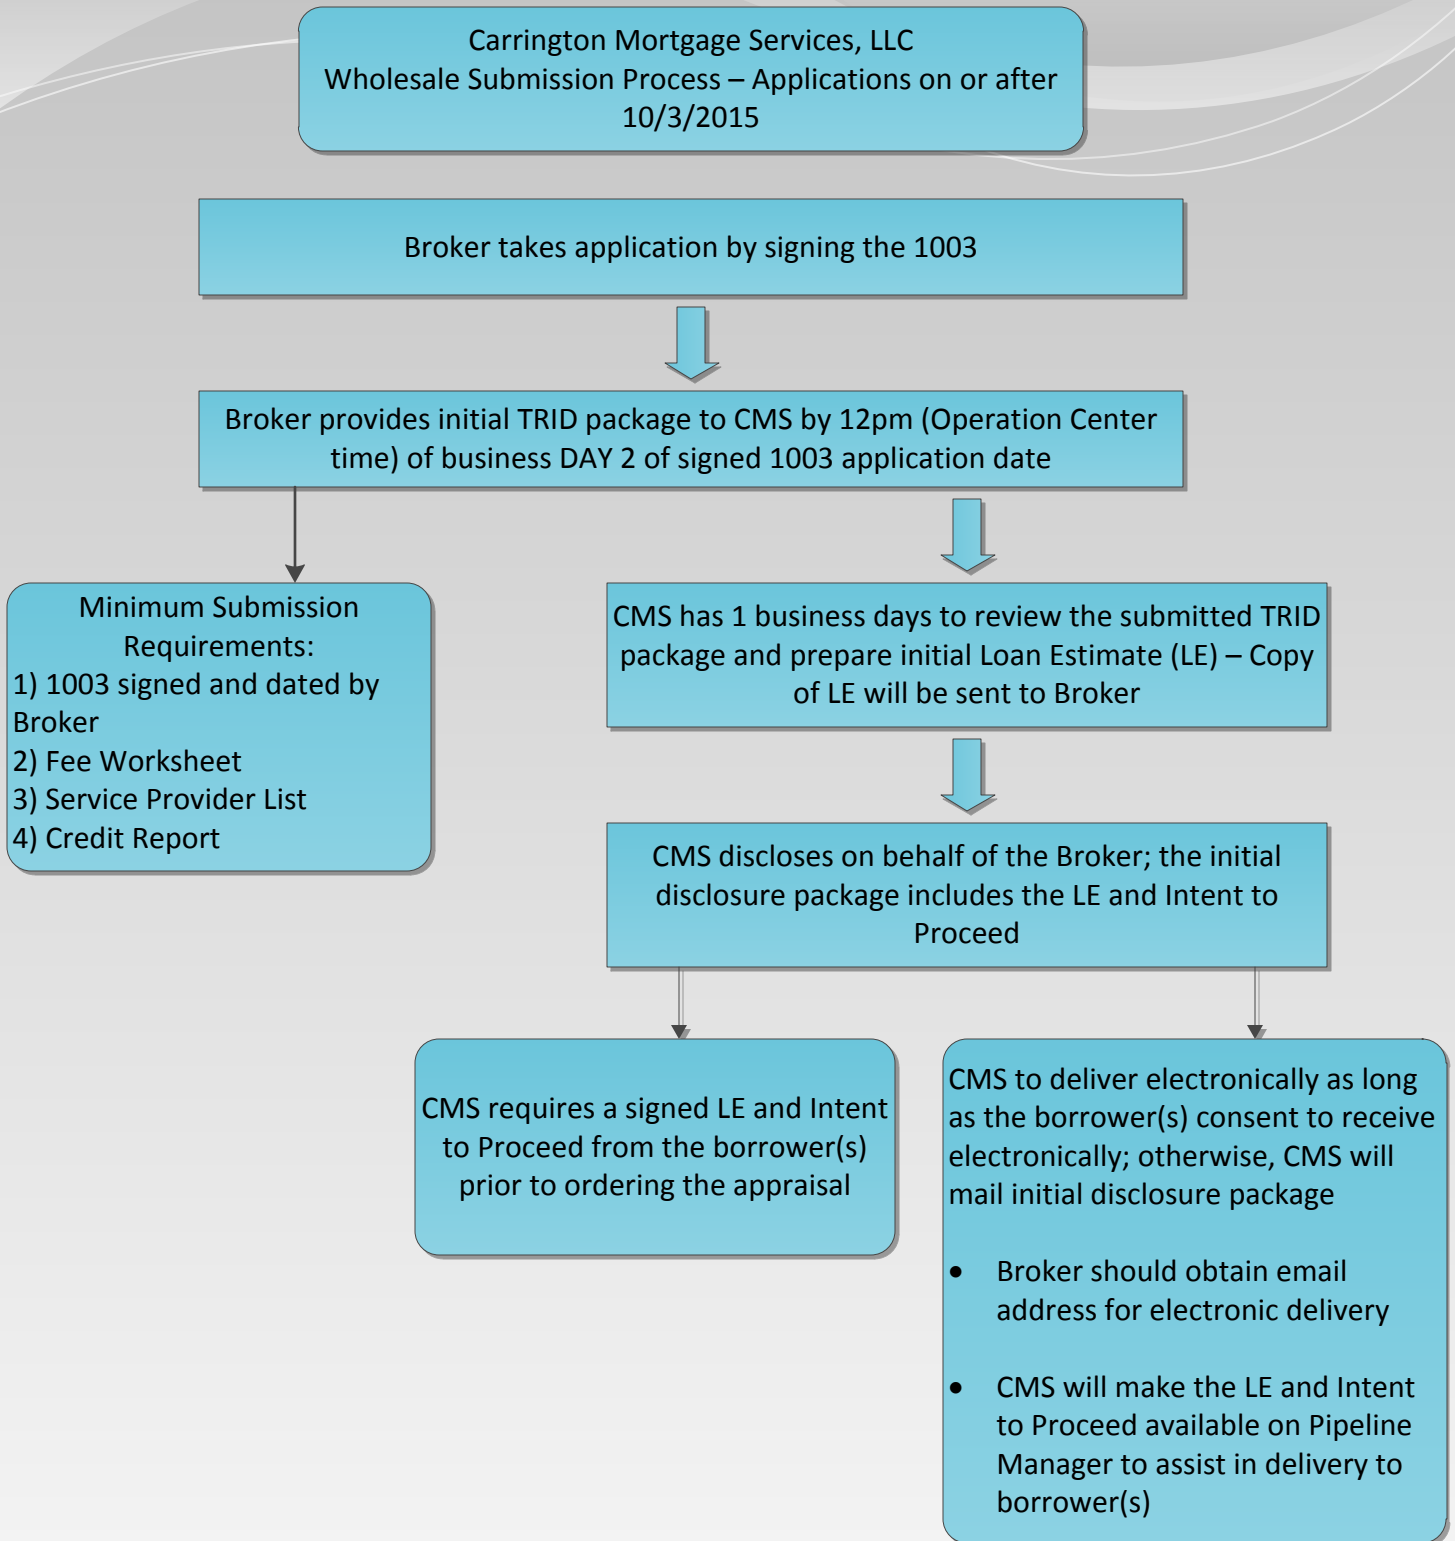 Carrington Mortgage Services, LLC
Wholesale Submission Process – Applications on or after
10/3/2015
Broker takes application by signing the 1003
Broker provides initial TRID package to CMS by 12pm (Operation Center
time) of business DAY 2 of signed 1003 application date
Minimum Submission
Requirements:
1) 1003 signed and dated by
Broker
2) Fee Worksheet
3) Service Provider List
4) Credit Report
CMS has 1 business days to review the submitted TRID
package and prepare initial Loan Estimate (LE) – Copy
of LE will be sent to Broker
CMS discloses on behalf of the Broker; the initial
disclosure package includes the LE and Intent to
Proceed
CMS requires a signed LE and Intent
to Proceed from the borrower(s)
prior to ordering the appraisal
CMS to deliver electronically as long
as the borrower(s) consent to receive
electronically; otherwise, CMS will
mail initial disclosure package
• Broker should obtain email
address for electronic delivery
• CMS will make the LE and Intent
to Proceed available on Pipeline
Manager to assist in delivery to
borrower(s)